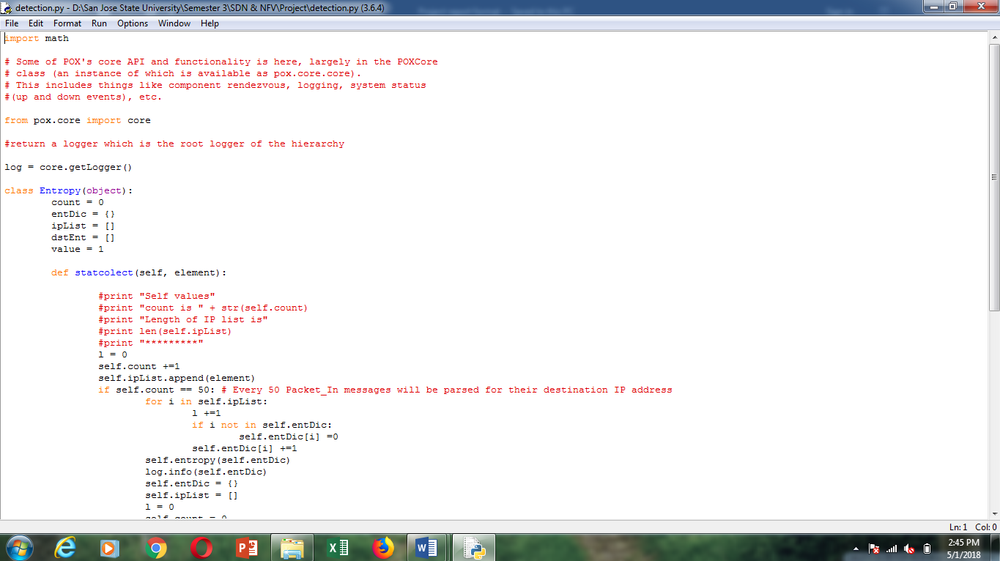 detection.py - D:\San Jose State University\Semester 3\SDN & NFV\Project\detection.py (3.6.4)
File Edit Format Run Options Window Help
import math
# Some of POX's core API and functionality is here, largely in the POXCore
# class (an instance of which is available as pox.core.core).
# This includes things like component rendezvous, logging, system status
#(up and down events), etc.
from pox.core import core
#return a logger which is the root logger of the hierarchy
log = core.getLogger()
class Entropy(object):
count = 0
entDic = {}
ipList = []
dstEnt = []
value = 1
def statcolect(self, element):
#print "Self values"
#print "count is " + str(self.count)
#print "Length of IP list is"
#print len(self.ipList)
#print "*********"
l = 0
self.count +=1
self.ipList.append(element)
if self.count == 50: # Every 50 Packet_In messages will be parsed for their destination IP address
for i in self.ipList:
l +=1
if i not in self.entDic:
self.entDic[i] =0
self.entDic[i] +=1
self.entropy(self.entDic)
log.info(self.entDic)
self.entDic = {}
self.ipList = []
l = 0
self.count = 0
Ln: 1 Col: 0
2:45 PM
5/1/2018